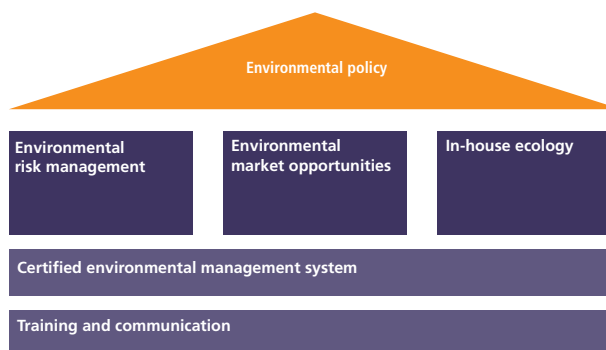 Environmental policy
Environmental
risk management
Environmental
market opportunities
In-house ecology
Certified environmental management system
Training and communication